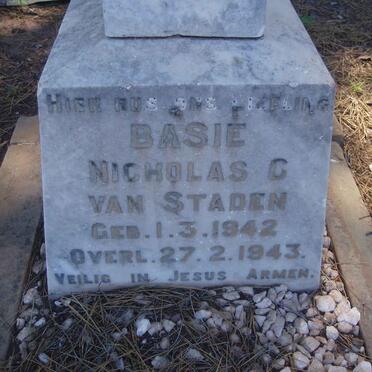 HIER RUS ONS LIEFLING
BASIE
NICHOLAS C
VAN STADEN
GEB. 1.3.1942
OVERL. 27.2.1943.
VEILIG IN JESUS ARMEN.